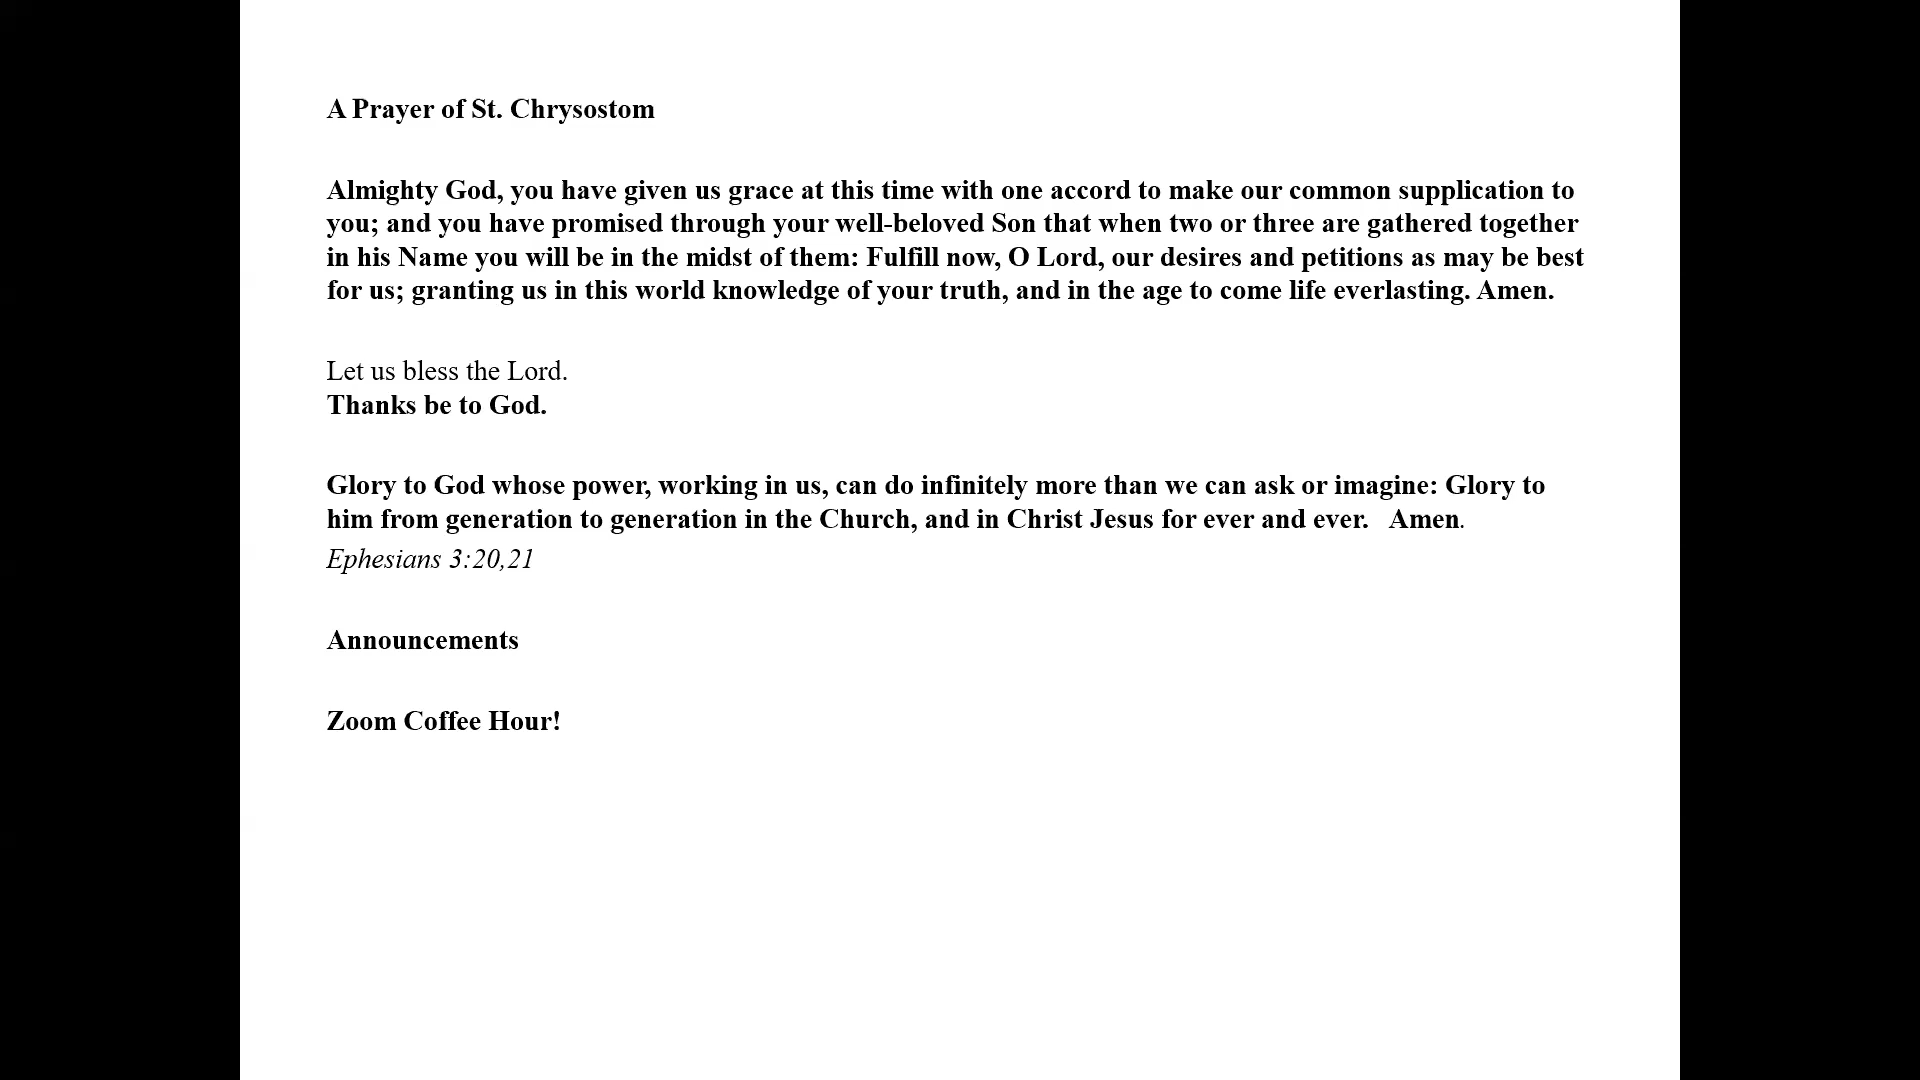 A Prayer of St. Chrysostom
Almighty God, you have given us grace at this time with one accord to make our common supplication to
you; and you have promised through your well-beloved Son that when two or three are gathered together
in his Name you will be in the midst of them: Fulfill now, O Lord, our desires and petitions as may be best
for us; granting us in this world knowledge of your truth, and in the age to come life everlasting. Amen.
Let us bless the Lord.
Thanks be to God.
Glory to God whose power, working in us, can do infinitely more than we can ask or imagine: Glory to
him from generation to generation in the Church, and in Christ Jesus for ever and ever.   Amen.
Ephesians 3:20,21
Announcements
Zoom Coffee Hour!